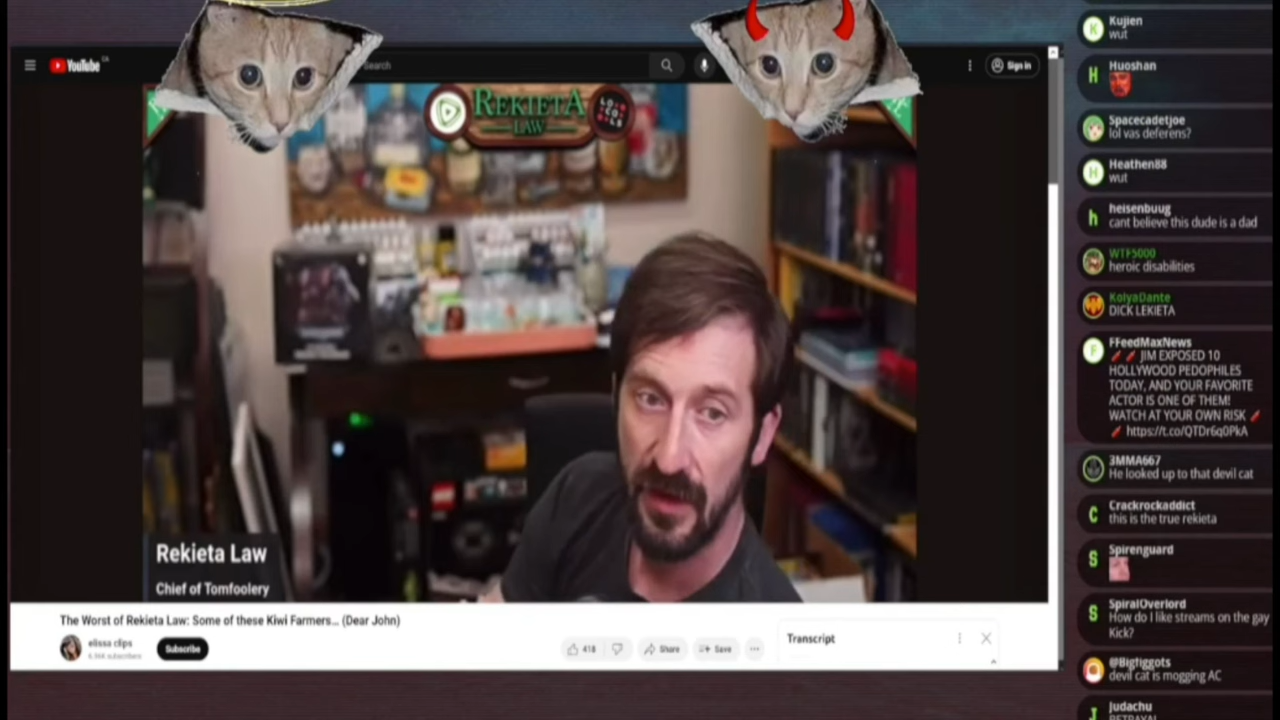 YouTube
CA
Search
Sign in
REKIETA
LAW
LOCALS
Rekieta Law
Chief of Tomfoolery
The Worst of Rekieta Law: Some of these Kiwi Farmers... (Dear John)
elissa clips
Subscribe
418
Share
Save
Transcript
Kujien
wut
Huoshan
Spacecadetjoe
lol vas deferens?
Heathen88
wut
heisenbuug
cant believe this dude is a dad
WTF5000
heroic disabilities
KolyaDante
DICK LEKIETA
FFeedMaxNews
JIM EXPOSED 10
HOLLYWOOD PEDOPHILES
TODAY, AND YOUR FAVORITE
ACTOR IS ONE OF THEM!
WATCH AT YOUR OWN RISK
https://t.co/QTDr6q0PkA
3MMA667
He looked up to that devil cat
Crackrockaddict
this is the true rekieta
Spirenguard
SpiralOverlord
How do I like streams on the gay
Kick?
@Bigfiggots
devil cat is mogging AC
Judachu
BETRAYAL